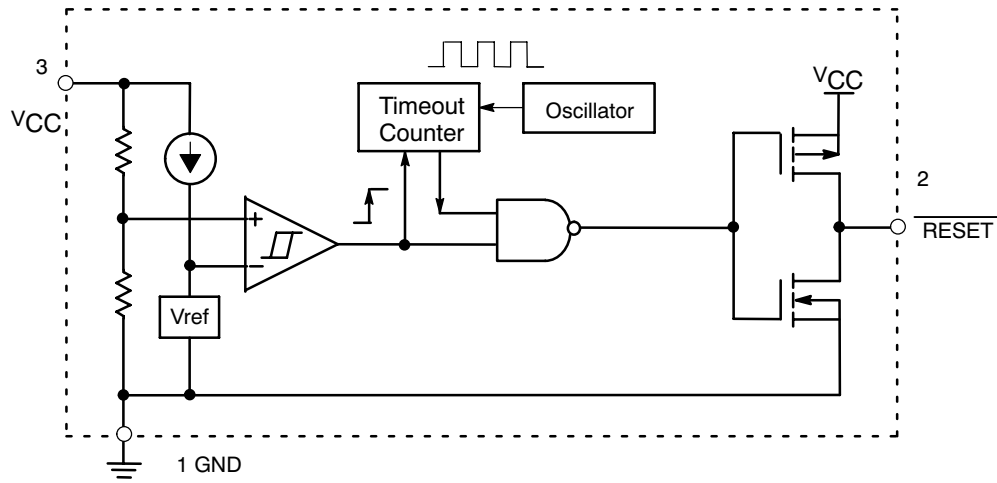 3
VCC
Timeout
Counter
Oscillator
VCC
2
RESET
+
−
Vref
1 GND